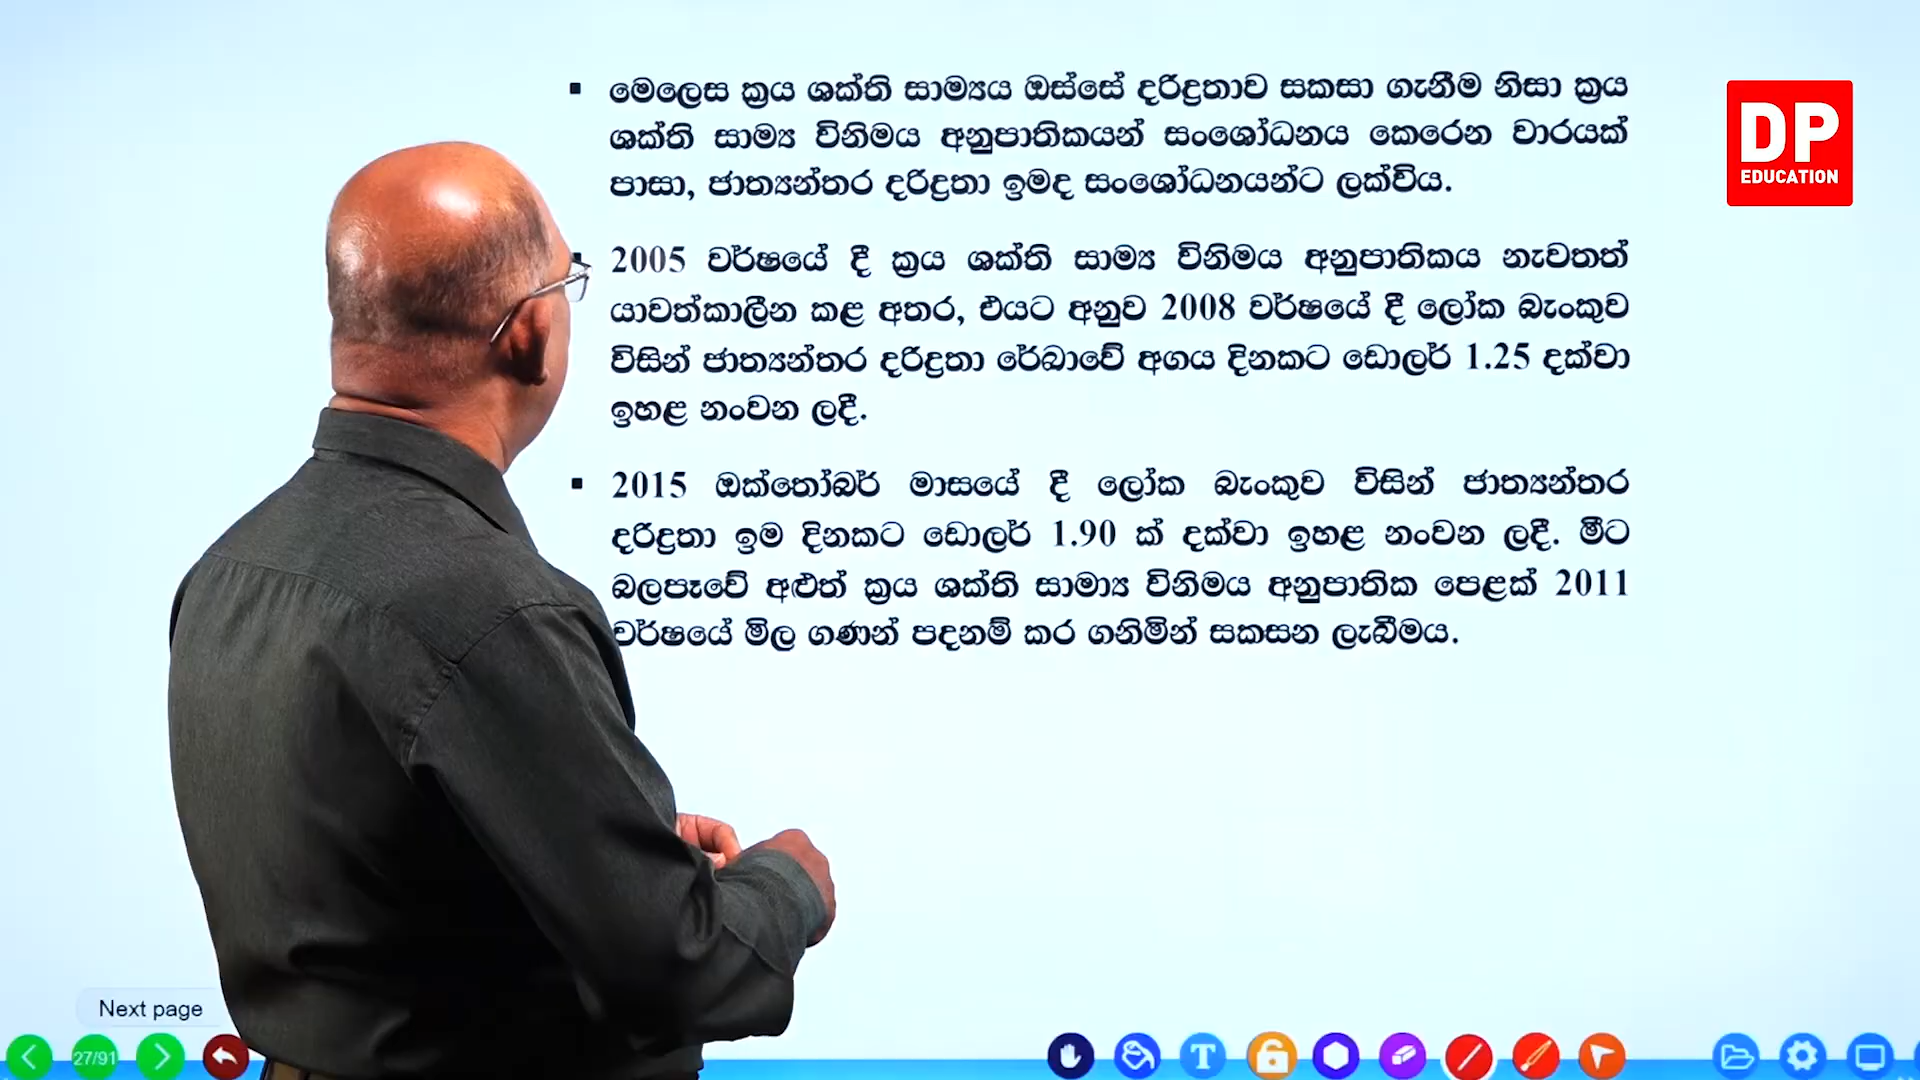 ▪ මෙලෙස ක්‍රය ශක්ති සාම්‍යය ඔස්සේ දරිද්‍රතාව සකසා ගැනීම නිසා ක්‍රය
ශක්ති සාම්‍ය විනිමය අනුපාතිකයන් සංශෝධනය කෙරෙන වාරයක්
පාසා, ජාත්‍යන්තර දරිද්‍රතා ඉමද සංශෝධනයන්ට ලක්විය.
2005 වර්ෂයේ දී ක්‍රය ශක්ති සාම්‍ය විනිමය අනුපාතිකය නැවතත්
යාවත්කාලීන කළ අතර, එයට අනුව 2008 වර්ෂයේ දී ලෝක බැංකුව
විසින් ජාත්‍යන්තර දරිද්‍රතා රේඛාවේ අගය දිනකට ඩොලර් 1.25 දක්වා
ඉහළ නංවන ලදී.
▪ 2015 ඔක්තෝබර් මාසයේ දී ලෝක බැංකුව විසින් ජාත්‍යන්තර
දරිද්‍රතා ඉම දිනකට ඩොලර් 1.90 ක් දක්වා ඉහළ නංවන ලදී. මීට
බලපෑවේ අළුත් ක්‍රය ශක්ති සාමා‍ය විනිමය අනුපාතික පෙළක් 2011
වර්ෂයේ මිල ගණන් පදනම් කර ගනිමින් සකසන ලැබීමය.
DP
EDUCATION
Next page
27/91
T